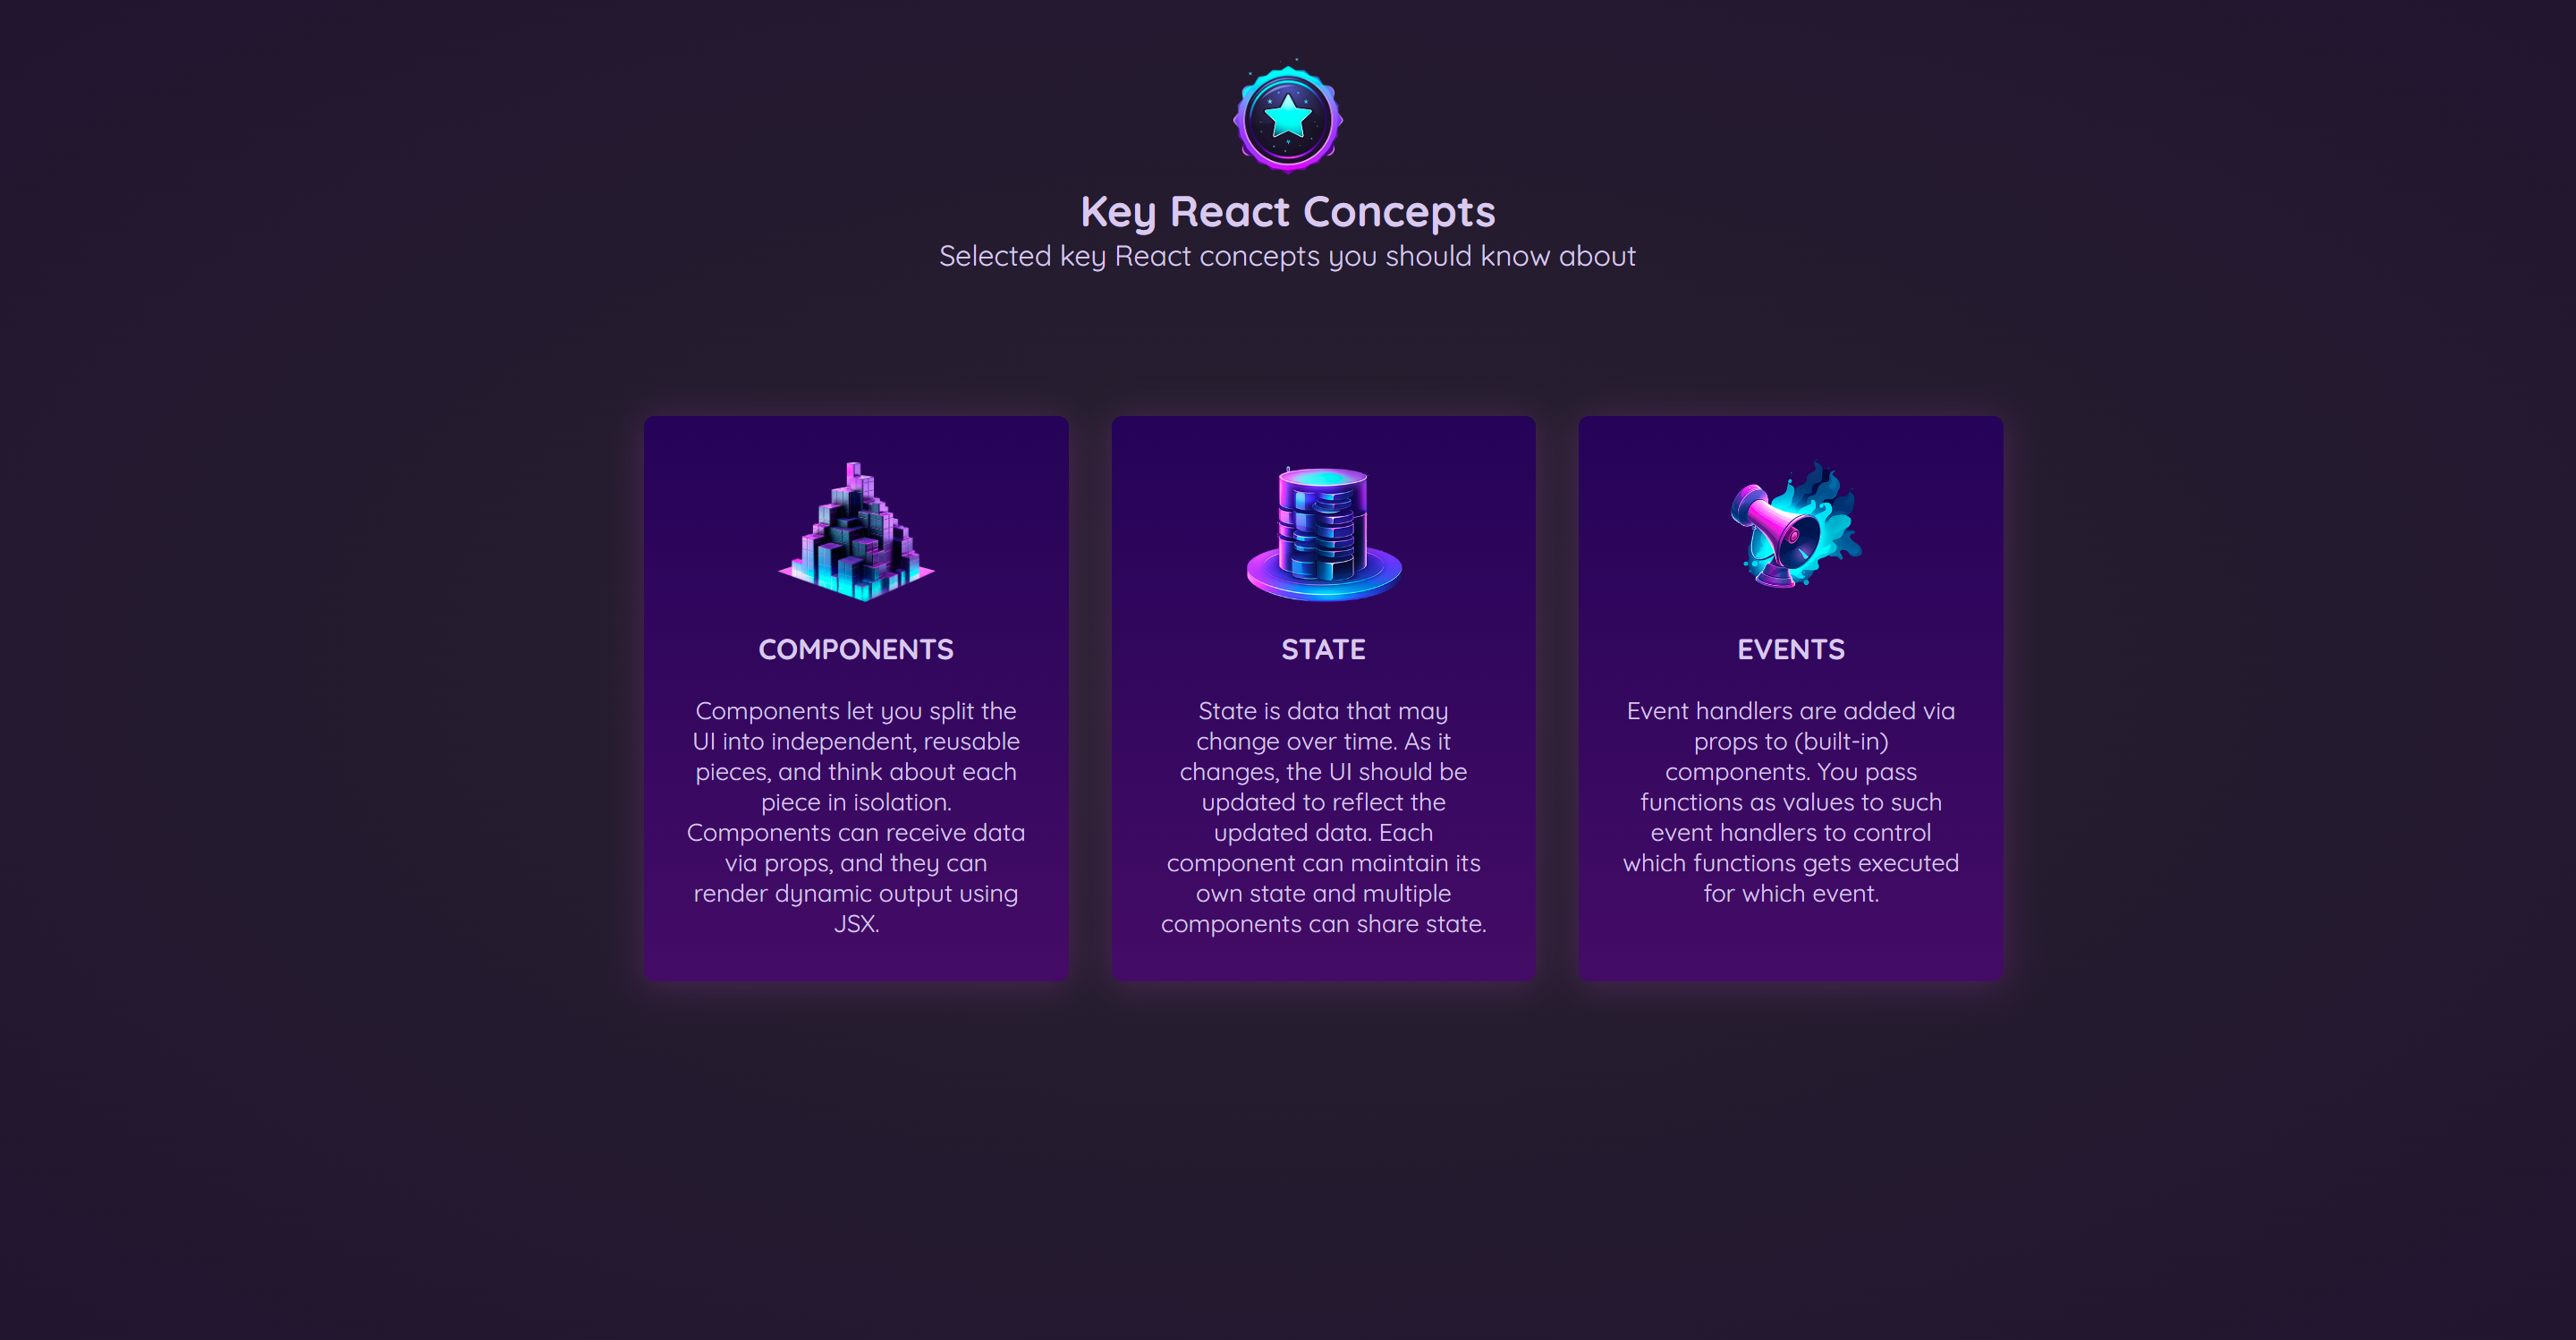 Key React Concepts
Selected key React concepts you should know about
COMPONENTS
Components let you split the
UI into independent, reusable
pieces, and think about each
piece in isolation.
Components can receive data
via props, and they can
render dynamic output using
JSX.
STATE
State is data that may
change over time. As it
changes, the UI should be
updated to reflect the
updated data. Each
component can maintain its
own state and multiple
components can share state.
EVENTS
Event handlers are added via
props to (built-in)
components. You pass
functions as values to such
event handlers to control
which functions gets executed
for which event.